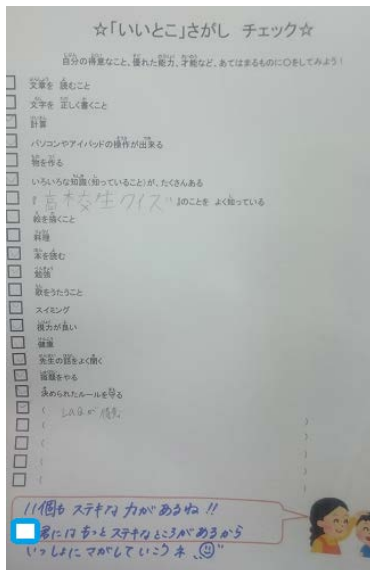 ☆「いいとこ」さがし チェック☆
自分の得意なこと、優れた能力、才能など、あてはまるものに○をしてみよう！
文章を 読むこと
文字を 正しく書くこと
計算
パソコンやアイパッドの操作が出来る
物を作る
いろいろな知識(知っていること)が、たくさんある
『高校生クイズ』のことを よく知っている
絵を描くこと
料理
本を読む
勉強
歌をうたうこと
スイミング
視力が良い
健康
先生の話をよく聞く
宿題をやる
決められたルールを守る
( LaQの )
( )
( )
( )
11個も ステキな力があるね!!
君にはもっとステキなところがあるから
いっしょにさがしていこうネ